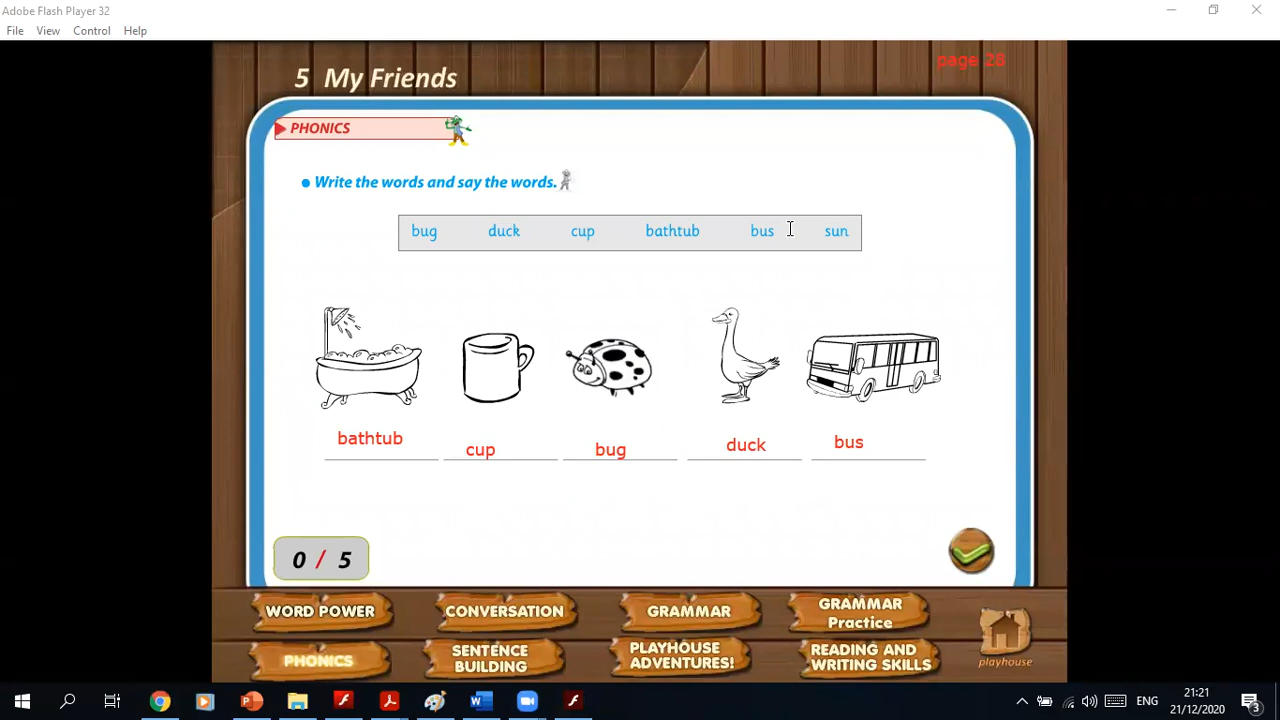 Adobe Flash Player 32
File View Control Help
page 28
5 My Friends
PHONICS
• Write the words and say the words.
bug duck cup bathtub bus sun
bathtub cup bug duck bus
0 / 5
WORD POWER CONVERSATION GRAMMAR GRAMMAR Practice
PHONICS SENTENCE BUILDING PLAYHOUSE ADVENTURES! READING AND WRITING SKILLS playhouse
ENG 21:21
21/12/2020 3